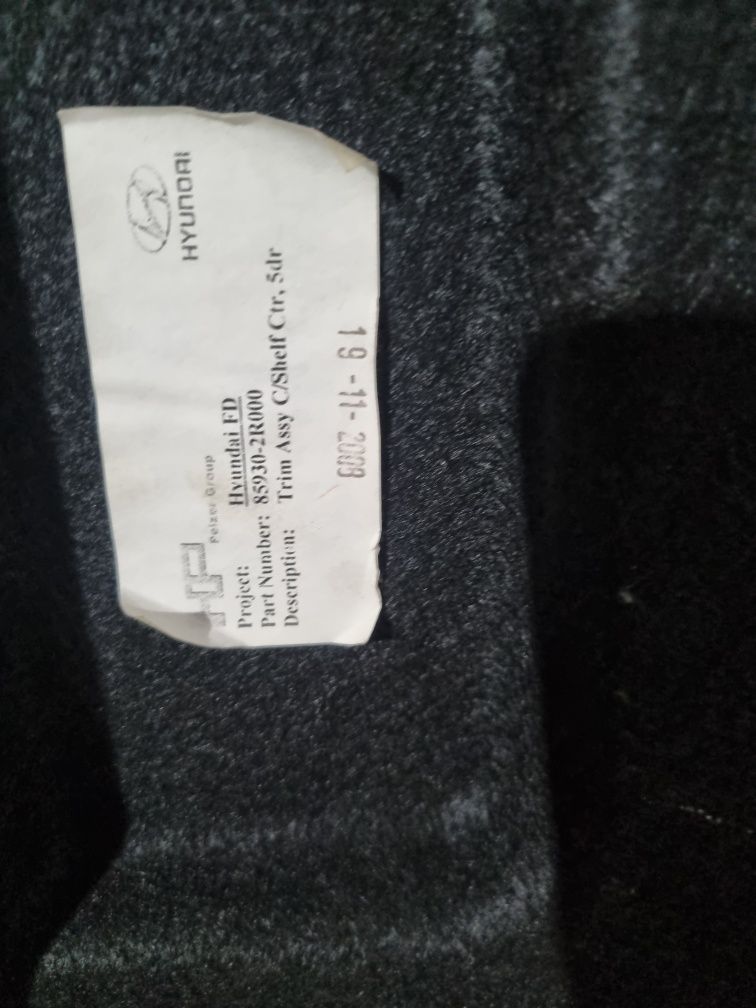 HYUNDAI
Pelzer Group
Project: Hyundai FD
Part Number: 85930-2R000
Description: Trim Assy C/Shelf Ctr, 5dr
19-11-2008